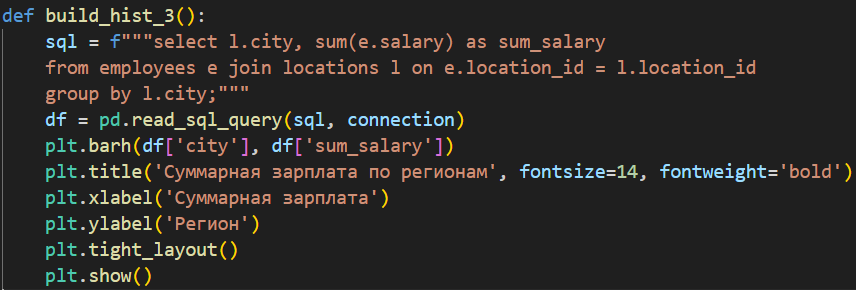 def build_hist_3():
    sql = f"""select l.city, sum(e.salary) as sum_salary
    from employees e join locations l on e.location_id = l.location_id
    group by l.city;"""
    df = pd.read_sql_query(sql, connection)
    plt.barh(df['city'], df['sum_salary'])
    plt.title('Суммарная зарплата по регионам', fontsize=14, fontweight='bold')
    plt.xlabel('Суммарная зарплата')
    plt.ylabel('Регион')
    plt.tight_layout()
    plt.show()